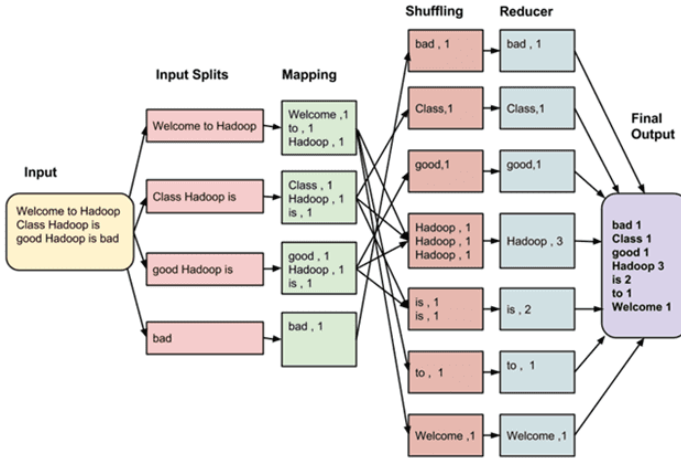 Input
Welcome to Hadoop
Class Hadoop is
good Hadoop is bad
Input Splits
Welcome to Hadoop
Class Hadoop is
good Hadoop is
bad
Mapping
Welcome ,1
to , 1
Hadoop , 1
Class , 1
Hadoop , 1
is , 1
good , 1
Hadoop , 1
is , 1
bad , 1
Shuffling
bad , 1
Class,1
good,1
Hadoop , 1
Hadoop , 1
Hadoop , 1
is , 1
is , 1
to , 1
Welcome ,1
Reducer
bad , 1
Class,1
good,1
Hadoop , 3
is , 2
to , 1
Welcome ,1
Final
Output
bad 1
Class 1
good 1
Hadoop 3
is 2
to 1
Welcome 1